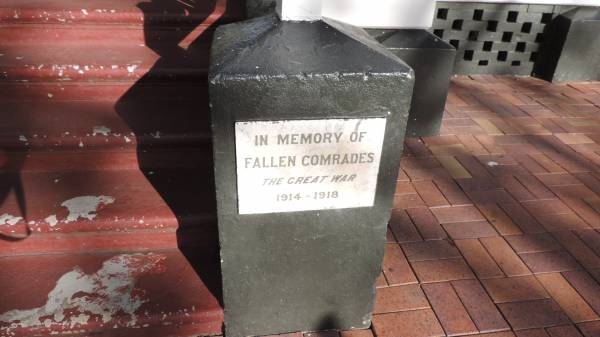 IN MEMORY OF
FALLEN COMRADES
THE GREAT WAR
1914 - 1918